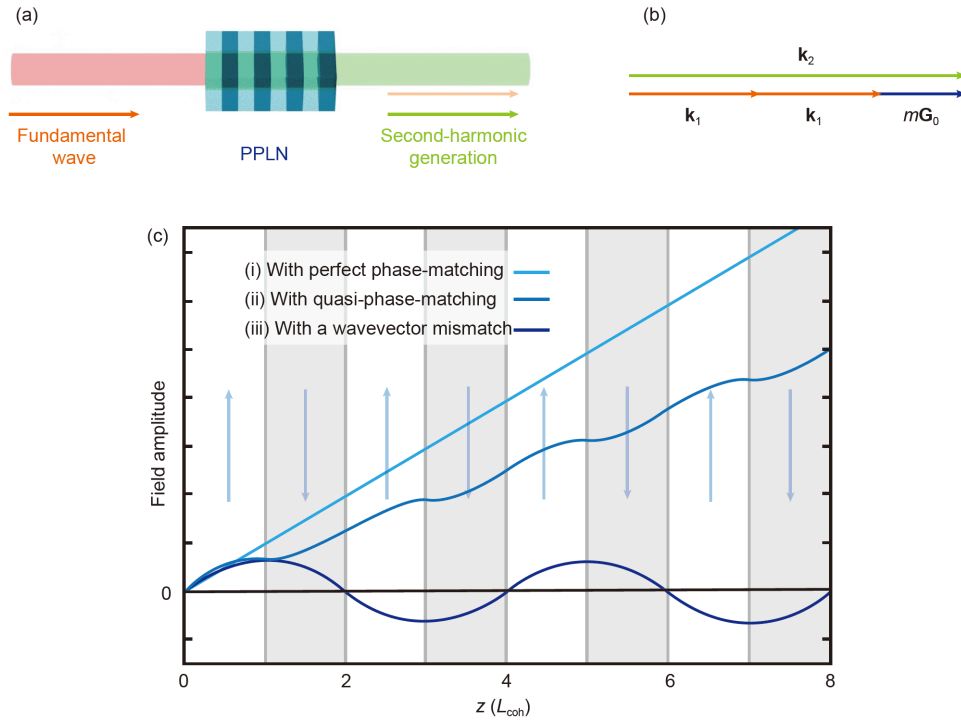 (a)
Fundamental
wave
PPLN
Second-harmonic
generation
(b)
k₂
k₁ k₁ mG₀
(c)
(i) With perfect phase-matching
(ii) With quasi-phase-matching
(iii) With a wavevector mismatch
Field amplitude
0
0 2 4 6 8
z (L_coh)